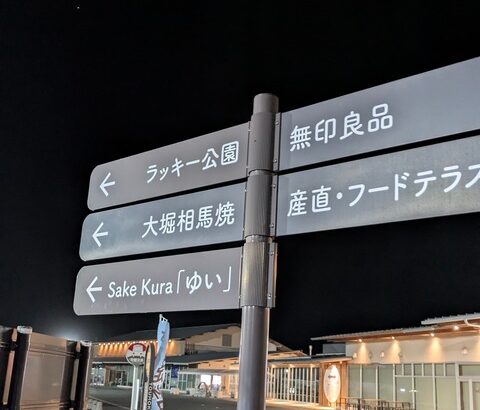 ← ラッキー公園
← 大堀相馬焼
← Sake Kura「ゆい」
無印良品
産直・フードテラス